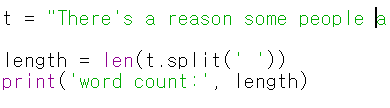 t = "There's a reason some people a
length = len(t.split(' '))
print('word count:', length)